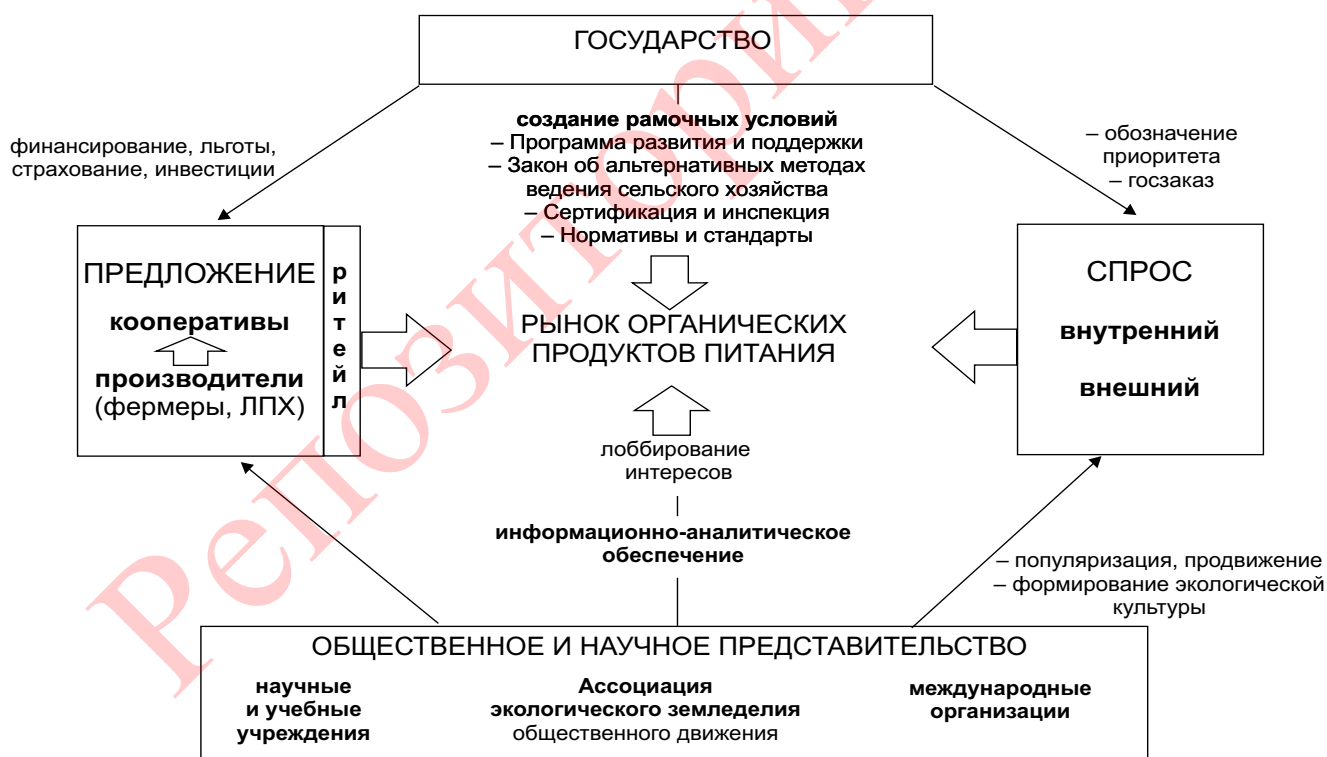 ГОСУДАРСТВО
создание рамочных условий
– Программа развития и поддержки
– Закон об альтернативных методах
ведения сельского хозяйства
– Сертификация и инспекция
– Нормативы и стандарты
финансирование, льготы,
страхование, инвестиции
– обозначение
приоритета
– госзаказ
ПРЕДЛОЖЕНИЕ
кооперативы
производители
(фермеры, ЛПХ)
ритейл
РЫНОК ОРГАНИЧЕСКИХ
ПРОДУКТОВ ПИТАНИЯ
СПРОС
внутренний
внешний
лоббирование
интересов
информационно-аналитическое
обеспечение
– популяризация, продвижение
– формирование экологической
культуры
ОБЩЕСТВЕННОЕ И НАУЧНОЕ ПРЕДСТАВИТЕЛЬСТВО
научные
и учебные
учреждения
Ассоциация
экологического земледелия
общественного движения
международные
организации